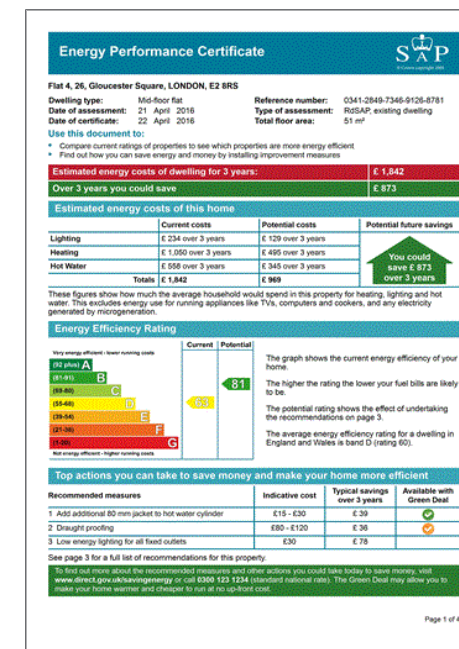 Energy Performance Certificate
SAP
Flat 4, 26, Gloucester Square, LONDON, E2 8RS
Dwelling type: Mid-floor flat
Date of assessment: 21 April 2016
Date of certificate: 22 April 2016
Reference number: 0341-2849-7346-9126-8781
Type of assessment: RdSAP, existing dwelling
Total floor area: 51 m²
Use this document to:
• Compare current ratings of properties to see which properties are more energy efficient
• Find out how you can save energy and money by installing improvement measures
Estimated energy costs of dwelling for 3 years: £ 1,842
Over 3 years you could save £ 873
Estimated energy costs of this home
Current costs Potential costs Potential future savings
Lighting £ 234 over 3 years £ 129 over 3 years
Heating £ 1,050 over 3 years £ 495 over 3 years
Hot Water £ 558 over 3 years £ 345 over 3 years
Totals £ 1,842 £ 969
You could
save £ 873
over 3 years
These figures show how much the average household would spend in this property for heating, lighting and hot
water. This excludes energy use for running appliances like TVs, computers and cookers, and any electricity
generated by microgeneration.
Energy Efficiency Rating
Current Potential
Very energy efficient - lower running costs
(92 plus) A
(81-91) B
(69-80) C
(55-68) D
(39-54) E
(21-38) F
(1-20) G
Not energy efficient - higher running costs
81
The graph shows the current energy efficiency of your
home.
The higher the rating the lower your fuel bills are likely
to be.
The potential rating shows the effect of undertaking
the recommendations on page 3.
The average energy efficiency rating for a dwelling in
England and Wales is band D (rating 60).
Top actions you can take to save money and make your home more efficient
Recommended measures Indicative cost Typical savings over 3 years Available with Green Deal
1 Add additional 80 mm jacket to hot water cylinder £15 - £30 £ 39
2 Draught proofing £80 - £120 £ 36
3 Low energy lighting for all fixed outlets £30 £ 78
See page 3 for a full list of recommendations for this property.
To find out more about the recommended measures and other actions you could take today to save money, visit
www.direct.gov.uk/savingenergy or call 0300 123 1234 (standard national rate). The Green Deal may allow you to
make your home warmer and cheaper to run at no up-front cost.
Page 1 of 4